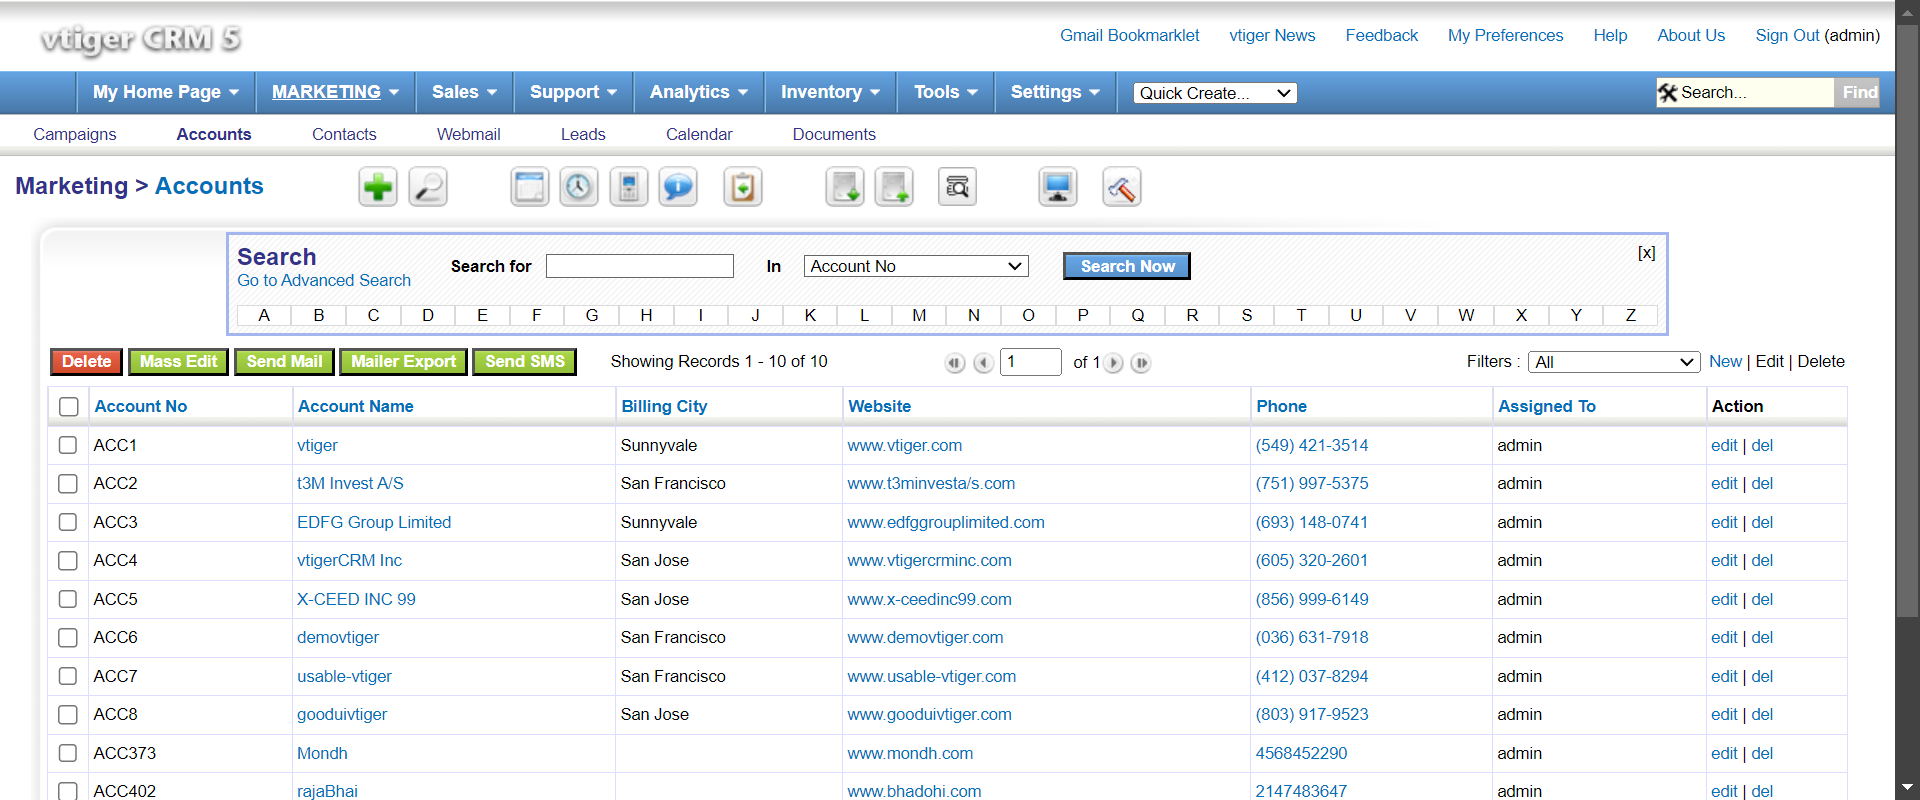 vtiger CRM 5
Gmail Bookmarklet vtiger News Feedback My Preferences Help About Us Sign Out (admin)
My Home Page MARKETING Sales Support Analytics Inventory Tools Settings Quick Create... Search... Find
Campaigns Accounts Contacts Webmail Leads Calendar Documents
Marketing > Accounts
Search Search for In Account No Search Now [x]
Go to Advanced Search
A B C D E F G H I J K L M N O P Q R S T U V W X Y Z
Delete Mass Edit Send Mail Mailer Export Send SMS Showing Records 1 - 10 of 10 1 of 1 Filters : All New | Edit | Delete
Account No Account Name Billing City Website Phone Assigned To Action
ACC1 vtiger Sunnyvale www.vtiger.com (549) 421-3514 admin edit | del
ACC2 t3M Invest A/S San Francisco www.t3minvesta/s.com (751) 997-5375 admin edit | del
ACC3 EDFG Group Limited Sunnyvale www.edfggrouplimited.com (693) 148-0741 admin edit | del
ACC4 vtigerCRM Inc San Jose www.vtigercrminc.com (605) 320-2601 admin edit | del
ACC5 X-CEED INC 99 San Jose www.x-ceedinc99.com (856) 999-6149 admin edit | del
ACC6 demovtiger San Francisco www.demovtiger.com (036) 631-7918 admin edit | del
ACC7 usable-vtiger San Francisco www.usable-vtiger.com (412) 037-8294 admin edit | del
ACC8 gooduivtiger San Jose www.gooduivtiger.com (803) 917-9523 admin edit | del
ACC373 Mondh www.mondh.com 4568452290 admin edit | del
ACC402 rajaBhai www.bhadohi.com 2147483647 admin edit | del